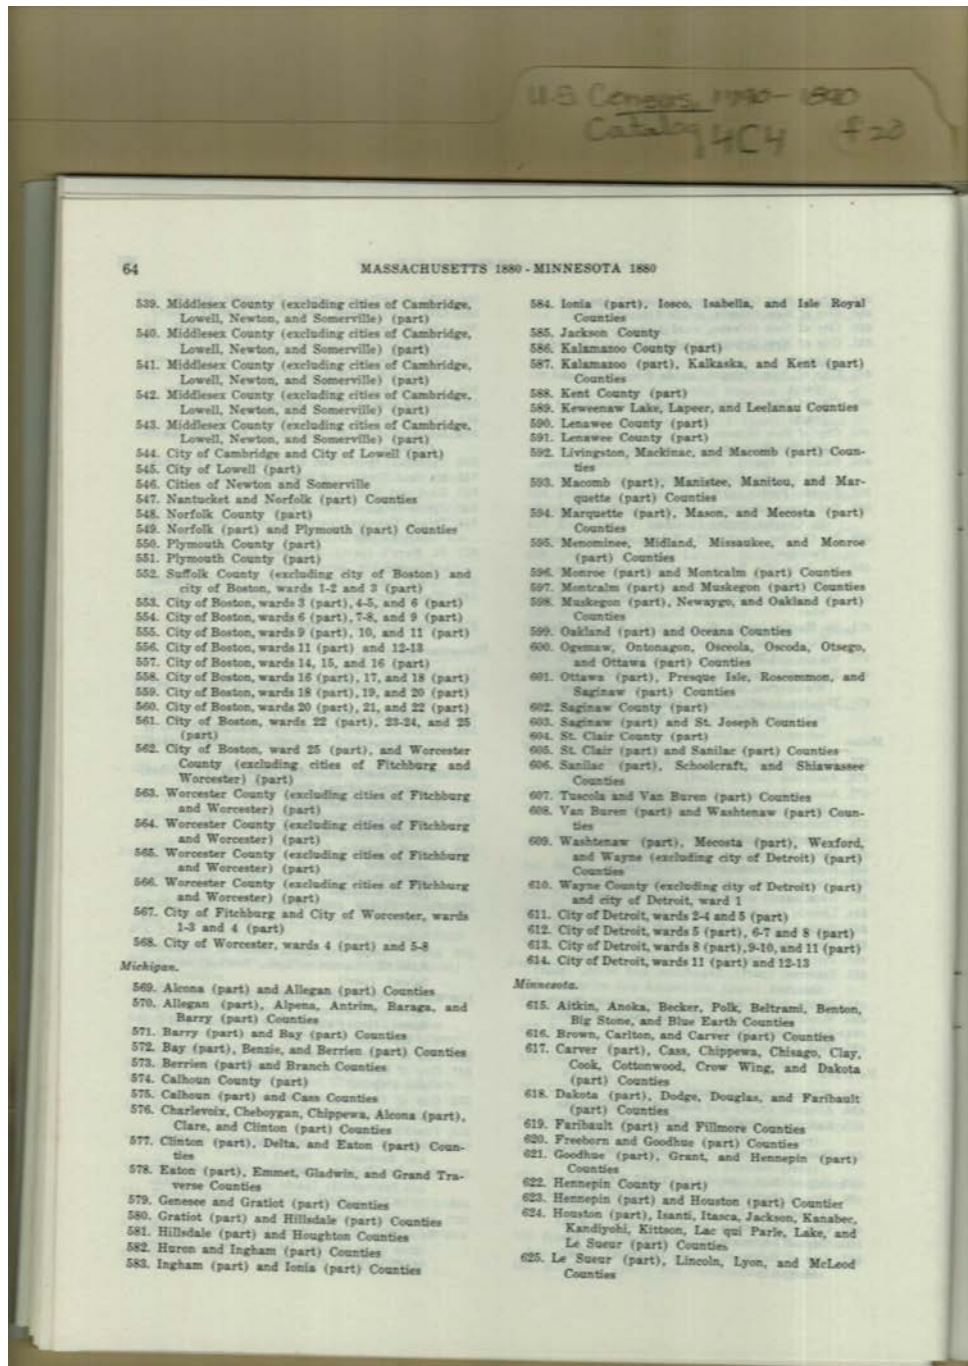 U.S Census, 1790-1890
Catalog 4C4 f20
64
MASSACHUSETTS 1880 - MINNESOTA 1880
539. Middlesex County (excluding cities of Cambridge,
Lowell, Newton, and Somerville) (part)
540. Middlesex County (excluding cities of Cambridge,
Lowell, Newton, and Somerville) (part)
541. Middlesex County (excluding cities of Cambridge,
Lowell, Newton, and Somerville) (part)
542. Middlesex County (excluding cities of Cambridge,
Lowell, Newton, and Somerville) (part)
543. Middlesex County (excluding cities of Cambridge,
Lowell, Newton, and Somerville) (part)
544. City of Cambridge and City of Lowell (part)
545. City of Lowell (part)
546. Cities of Newton and Somerville
547. Nantucket and Norfolk (part) Counties
548. Norfolk County (part)
549. Norfolk (part) and Plymouth (part) Counties
550. Plymouth County (part)
551. Plymouth County (part)
552. Suffolk County (excluding city of Boston) and
city of Boston, wards 1-2 and 3 (part)
553. City of Boston, wards 3 (part), 4-5, and 6 (part)
554. City of Boston, wards 6 (part), 7-8, and 9 (part)
555. City of Boston, wards 9 (part), 10, and 11 (part)
556. City of Boston, wards 11 (part) and 12-13
557. City of Boston, wards 14, 15, and 16 (part)
558. City of Boston, wards 16 (part), 17, and 18 (part)
559. City of Boston, wards 18 (part), 19, and 20 (part)
560. City of Boston, wards 20 (part), 21, and 22 (part)
561. City of Boston, wards 22 (part), 23-24, and 25
(part)
562. City of Boston, ward 25 (part), and Worcester
County (excluding cities of Fitchburg and
Worcester) (part)
563. Worcester County (excluding cities of Fitchburg
and Worcester) (part)
564. Worcester County (excluding cities of Fitchburg
and Worcester) (part)
565. Worcester County (excluding cities of Fitchburg
and Worcester) (part)
566. Worcester County (excluding cities of Fitchburg
and Worcester) (part)
567. City of Fitchburg and City of Worcester, wards
1-3 and 4 (part)
568. City of Worcester, wards 4 (part) and 5-8
Michigan.
569. Alcona (part) and Allegan (part) Counties
570. Allegan (part), Alpena, Antrim, Baraga, and
Barry (part) Counties
571. Barry (part) and Bay (part) Counties
572. Bay (part), Benzie, and Berrien (part) Counties
573. Berrien (part) and Branch Counties
574. Calhoun County (part)
575. Calhoun (part) and Cass Counties
576. Charlevoix, Cheboygan, Chippewa, Alcona (part),
Clare, and Clinton (part) Counties
577. Clinton (part), Delta, and Eaton (part) Coun-
ties
578. Eaton (part), Emmet, Gladwin, and Grand Tra-
verse Counties
579. Genesee and Gratiot (part) Counties
580. Gratiot (part) and Hillsdale (part) Counties
581. Hillsdale (part) and Houghton Counties
582. Huron and Ingham (part) Counties
583. Ingham (part) and Ionia (part) Counties
584. Ionia (part), Iosco, Isabella, and Isle Royal
Counties
585. Jackson County
586. Kalamazoo County (part)
587. Kalamazoo (part), Kalkaska, and Kent (part)
Counties
588. Kent County (part)
589. Keweenaw Lake, Lapeer, and Leelanau Counties
590. Lenawee County (part)
591. Lenawee County (part)
592. Livingston, Mackinac, and Macomb (part) Coun-
ties
593. Macomb (part), Manistee, Manitou, and Mar-
quette (part) Counties
594. Marquette (part), Mason, and Mecosta (part)
Counties
595. Menominee, Midland, Missaukee, and Monroe
(part) Counties
596. Monroe (part) and Montcalm (part) Counties
597. Montcalm (part) and Muskegon (part) Counties
598. Muskegon (part), Newaygo, and Oakland (part)
Counties
599. Oakland (part) and Oceana Counties
600. Ogemaw, Ontonagon, Osceola, Oscoda, Otsego,
and Ottawa (part) Counties
601. Ottawa (part), Presque Isle, Roscommon, and
Saginaw (part) Counties
602. Saginaw County (part)
603. Saginaw (part) and St. Joseph Counties
604. St. Clair County (part)
605. St. Clair (part) and Sanilac (part) Counties
606. Sanilac (part), Schoolcraft, and Shiawassee
Counties
607. Tuscola and Van Buren (part) Counties
608. Van Buren (part) and Washtenaw (part) Coun-
ties
609. Washtenaw (part), Mecosta (part), Wexford,
and Wayne (excluding city of Detroit) (part)
Counties
610. Wayne County (excluding city of Detroit) (part)
and city of Detroit, ward 1
611. City of Detroit, wards 2-4 and 5 (part)
612. City of Detroit, wards 5 (part), 6-7 and 8 (part)
613. City of Detroit, wards 8 (part), 9-10, and 11 (part)
614. City of Detroit, wards 11 (part) and 12-13
Minnesota.
615. Aitkin, Anoka, Becker, Polk, Beltrami, Benton,
Big Stone, and Blue Earth Counties
616. Brown, Carlton, and Carver (part) Counties
617. Carver (part), Cass, Chippewa, Chisago, Clay,
Cook, Cottonwood, Crow Wing, and Dakota
(part) Counties
618. Dakota (part), Dodge, Douglas, and Faribault
(part) Counties
619. Faribault (part) and Fillmore Counties
620. Freeborn and Goodhue (part) Counties
621. Goodhue (part), Grant, and Hennepin (part)
Counties
622. Hennepin County (part)
623. Hennepin (part) and Houston (part) Counties
624. Houston (part), Isanti, Itasca, Jackson, Kanabec,
Kandiyohi, Kittson, Lac qui Parle, Lake, and
Le Sueur (part) Counties
625. Le Sueur (part), Lincoln, Lyon, and McLeod
Counties